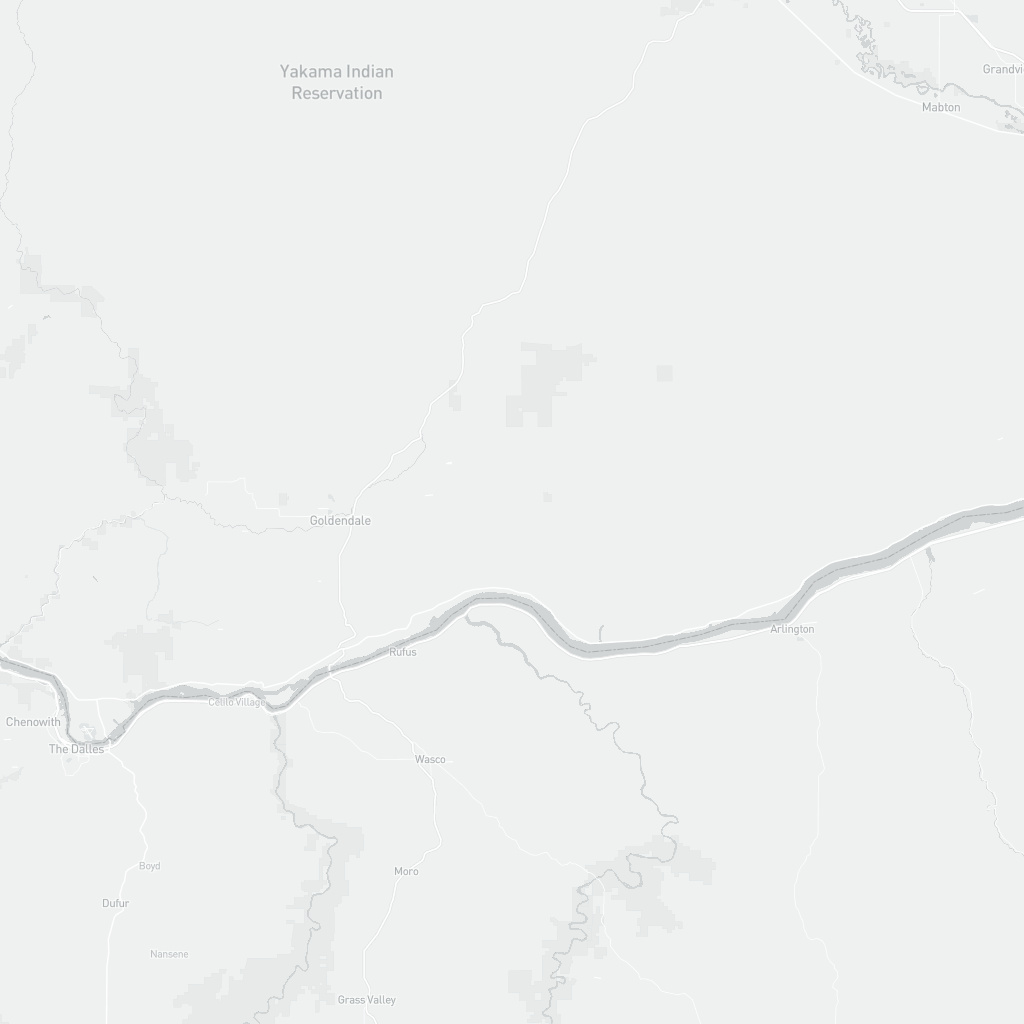 Yakama Indian
Reservation
Grandvi
Mabton
Goldendale
Arlington
Rufus
Celilo Village
Chenowith
The Dalles
Wasco
Boyd
Moro
Dufur
Nansene
Grass Valley